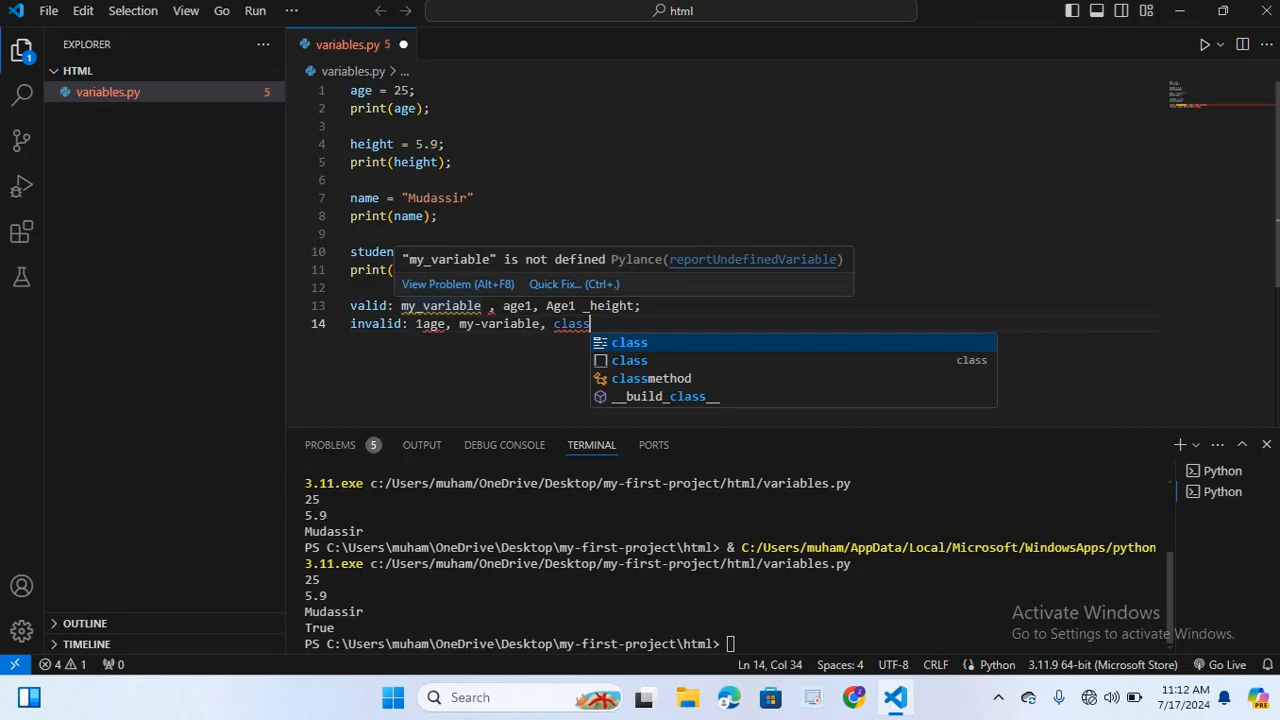 File Edit Selection View Go Run ··· html
EXPLORER ···
variables.py 5
HTML
variables.py > ...
variables.py 5
1 age = 25;
2 print(age);
3
4 height = 5.9;
5 print(height);
6
7 name = "Mudassir"
8 print(name);
9
10 studen
"my_variable" is not defined Pylance(reportUndefinedVariable)
11 print(
View Problem (Alt+F8) Quick Fix... (Ctrl+.)
12
13 valid: my_variable , age1, Age1 _height;
14 invalid: 1age, my-variable, class
class
class class
classmethod
__build_class__
PROBLEMS 5 OUTPUT DEBUG CONSOLE TERMINAL PORTS
Python
Python
3.11.exe c:/Users/muham/OneDrive/Desktop/my-first-project/html/variables.py
25
5.9
Mudassir
PS C:\Users\muham\OneDrive\Desktop\my-first-project\html> & C:/Users/muham/AppData/Local/Microsoft/WindowsApps/python
3.11.exe c:/Users/muham/OneDrive/Desktop/my-first-project/html/variables.py
25
5.9
Mudassir
True
PS C:\Users\muham\OneDrive\Desktop\my-first-project\html>
Activate Windows
Go to Settings to activate Windows.
OUTLINE
TIMELINE
4 1 0 Ln 14, Col 34 Spaces: 4 UTF-8 CRLF Python 3.11.9 64-bit (Microsoft Store) Go Live
Search
11:12 AM
7/17/2024
PRE